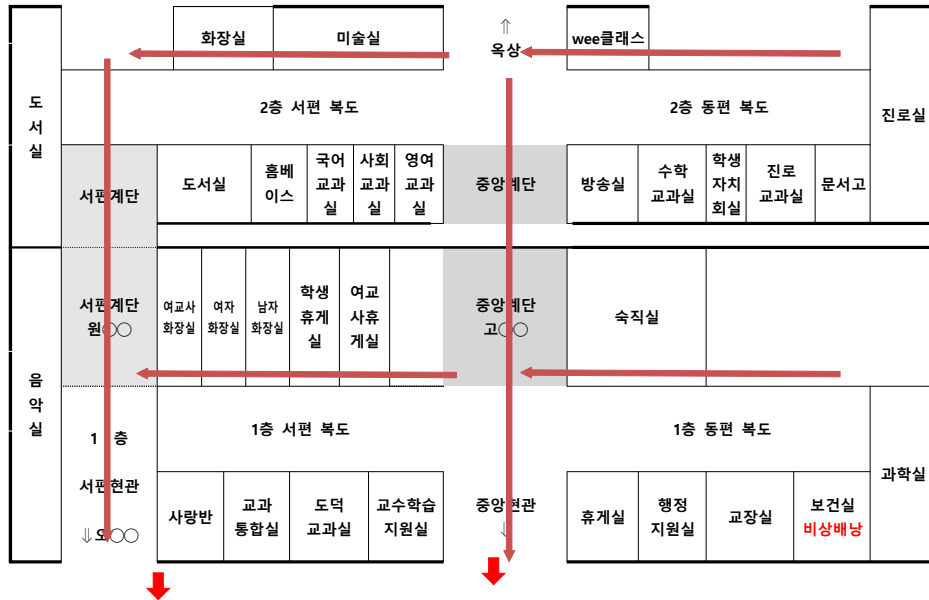 화장실
미술실
⇑
옥상
wee클래스
도
서
실
2층 서편 복도
2층 동편 복도
진로실
서편계단
도서실
홈베
이스
국어
교과
실
사회
교과
실
영여
교과
실
중앙계단
방송실
수학
교과실
학생
자치
회실
진로
교과실
문서고
서편계단
원○○
여교사
화장실
여자
화장실
남자
화장실
학생
휴게
실
여교
사휴
게실
중앙계단
고○○
숙직실
음
악
실
1 층
서편현관
⇓오○○
1층 서편 복도
1층 동편 복도
과학실
사랑반
교과
통합실
도덕
교과실
교수학습
지원실
중앙현관
↓
휴게실
행정
지원실
교장실
보건실
비상배낭